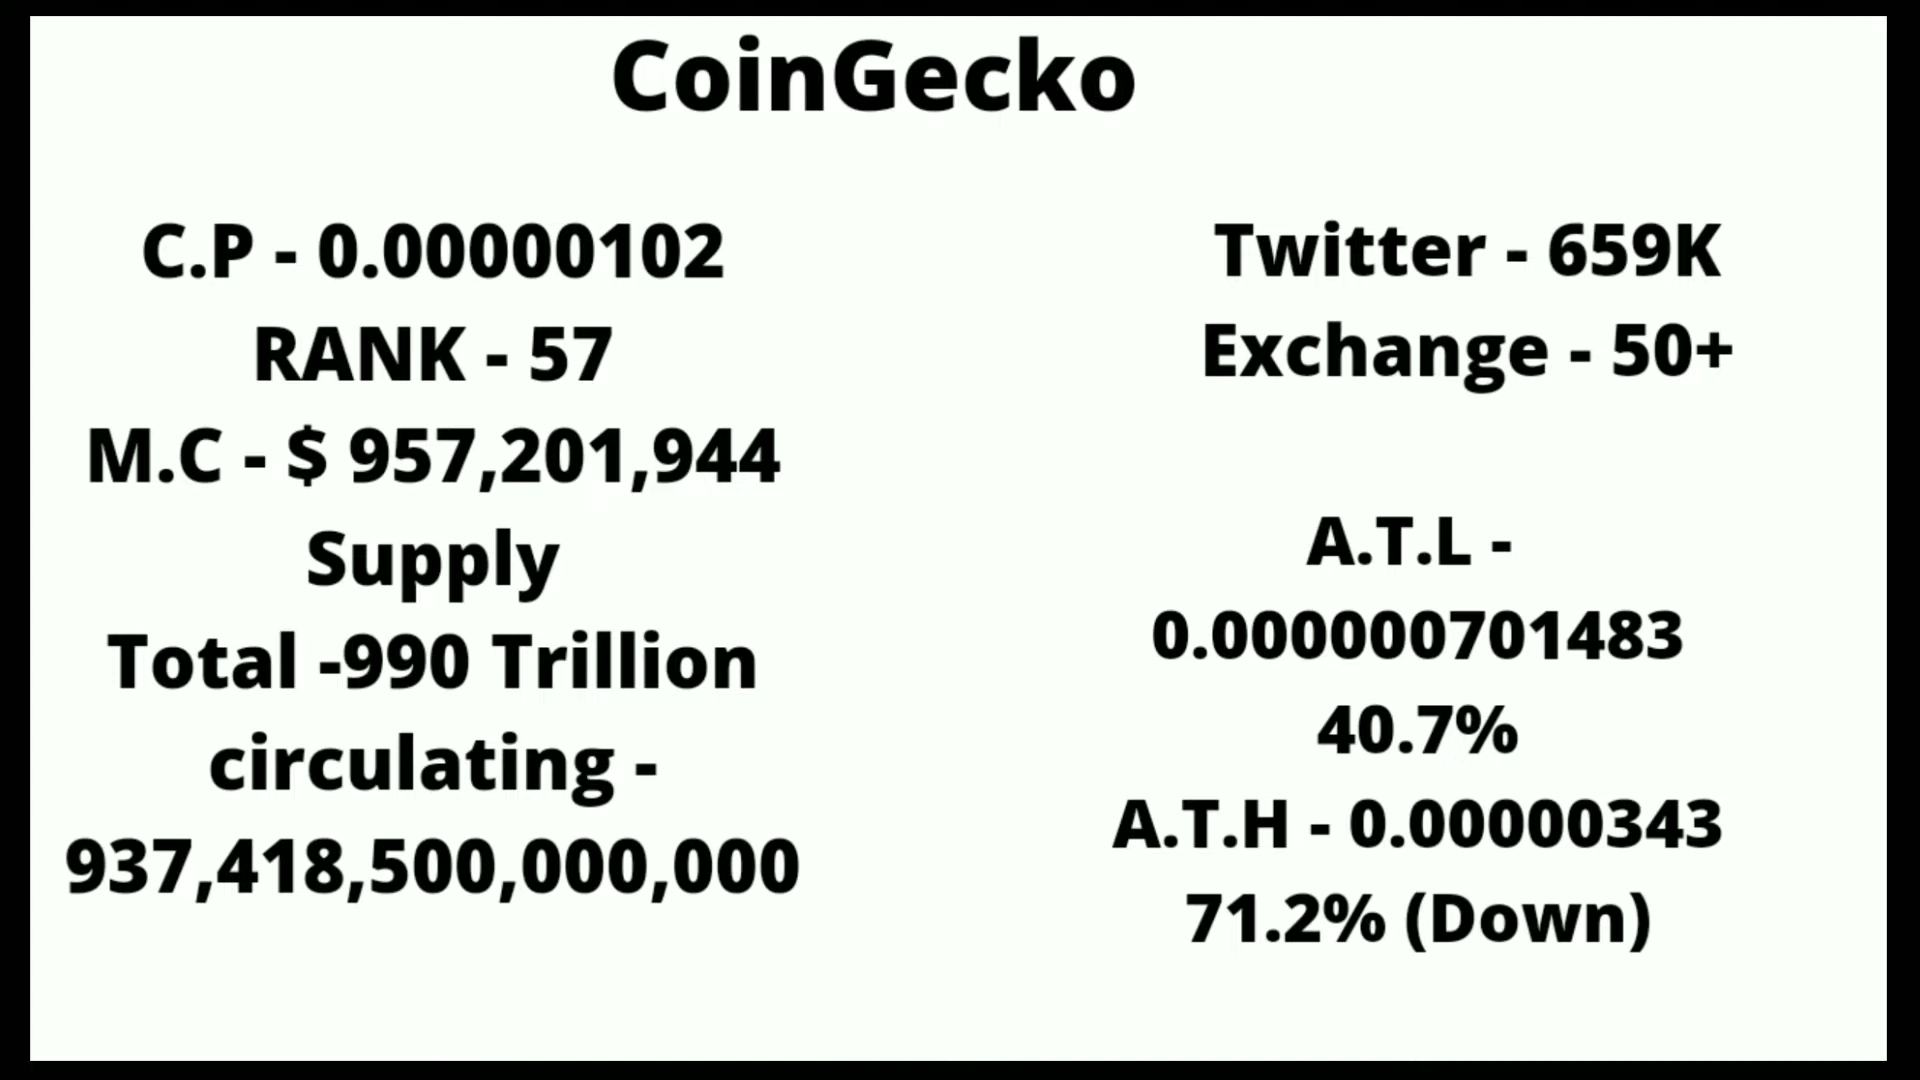 CoinGecko
C.P - 0.00000102
RANK - 57
M.C - $ 957,201,944
Supply
Total -990 Trillion
circulating -
937,418,500,000,000
Twitter - 659K
Exchange - 50+
A.T.L -
0.000000701483
40.7%
A.T.H - 0.00000343
71.2% (Down)